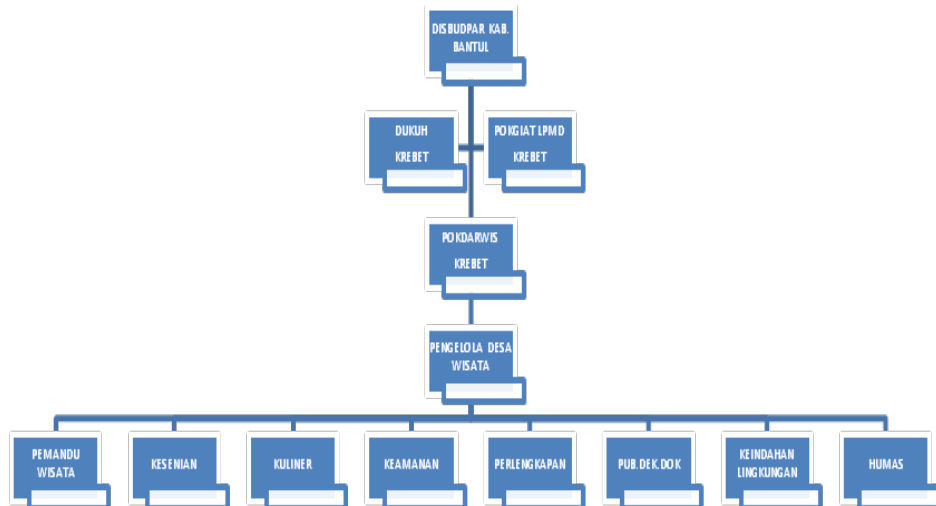 DISBUDPAR KAB.
BANTUL
DUKUH
KREBET
POKGIAT LPMD
KREBET
POKDARWIS
KREBET
PENGELOLA DESA
WISATA
PEMANDU
WISATA
KESENIAN
KULINER
KEAMANAN
PERLENGKAPAN
PUB.DEK.DOK
KEINDAHAN
LINGKUNGAN
HUMAS